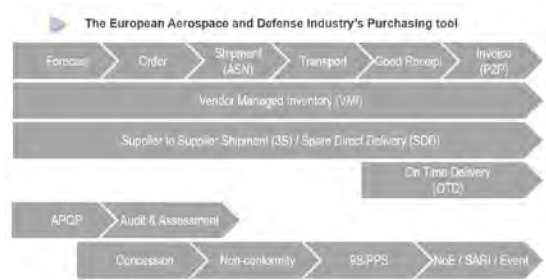 The European Aerospace and Defense Industry's Purchasing tool
Forecast
Order
Shipment
(ASN)
Transport
Good Receipt
Invoice
(P2P)
Vendor Managed Inventory (VMI)
Supplier to Supplier Shipment (3S) / Spare Direct Delivery (SDD)
On Time Delivery
(OTD)
APQP
Audit & Assessment
Concession
Non-conformity
9S/PPS
NoE / SARI / Event